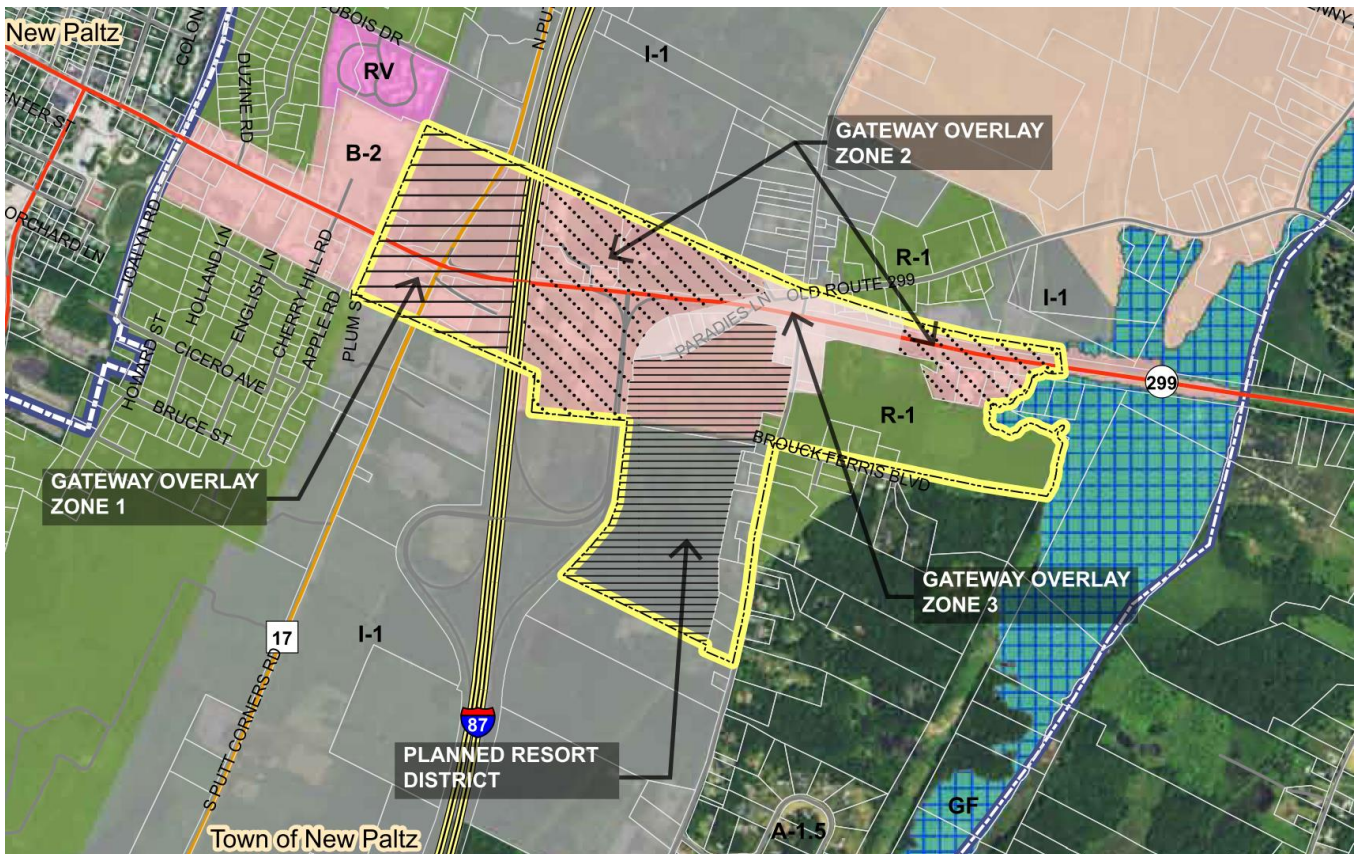 New Paltz
DUBOIS DR
COLON
N PU
ENNY
RV
I-1
DUZINE RD
ENTER ST
B-2
GATEWAY OVERLAY
ZONE 2
ORCHARD LN
JOALYN RD
HOLLAND LN
ENGLISH LN
CHERRY HILL RD
APPLE RD
PLUM ST
HOWARD ST
CICERO AVE
BRUCE ST
R-1
OLD ROUTE 299
PARADIES LN
I-1
299
R-1
BROUCK FERRIS BLVD
GATEWAY OVERLAY
ZONE 1
GATEWAY OVERLAY
ZONE 3
17
I-1
S PUTT CORNERS RD
87
PLANNED RESORT
DISTRICT
GF
A-1.5
Town of New Paltz